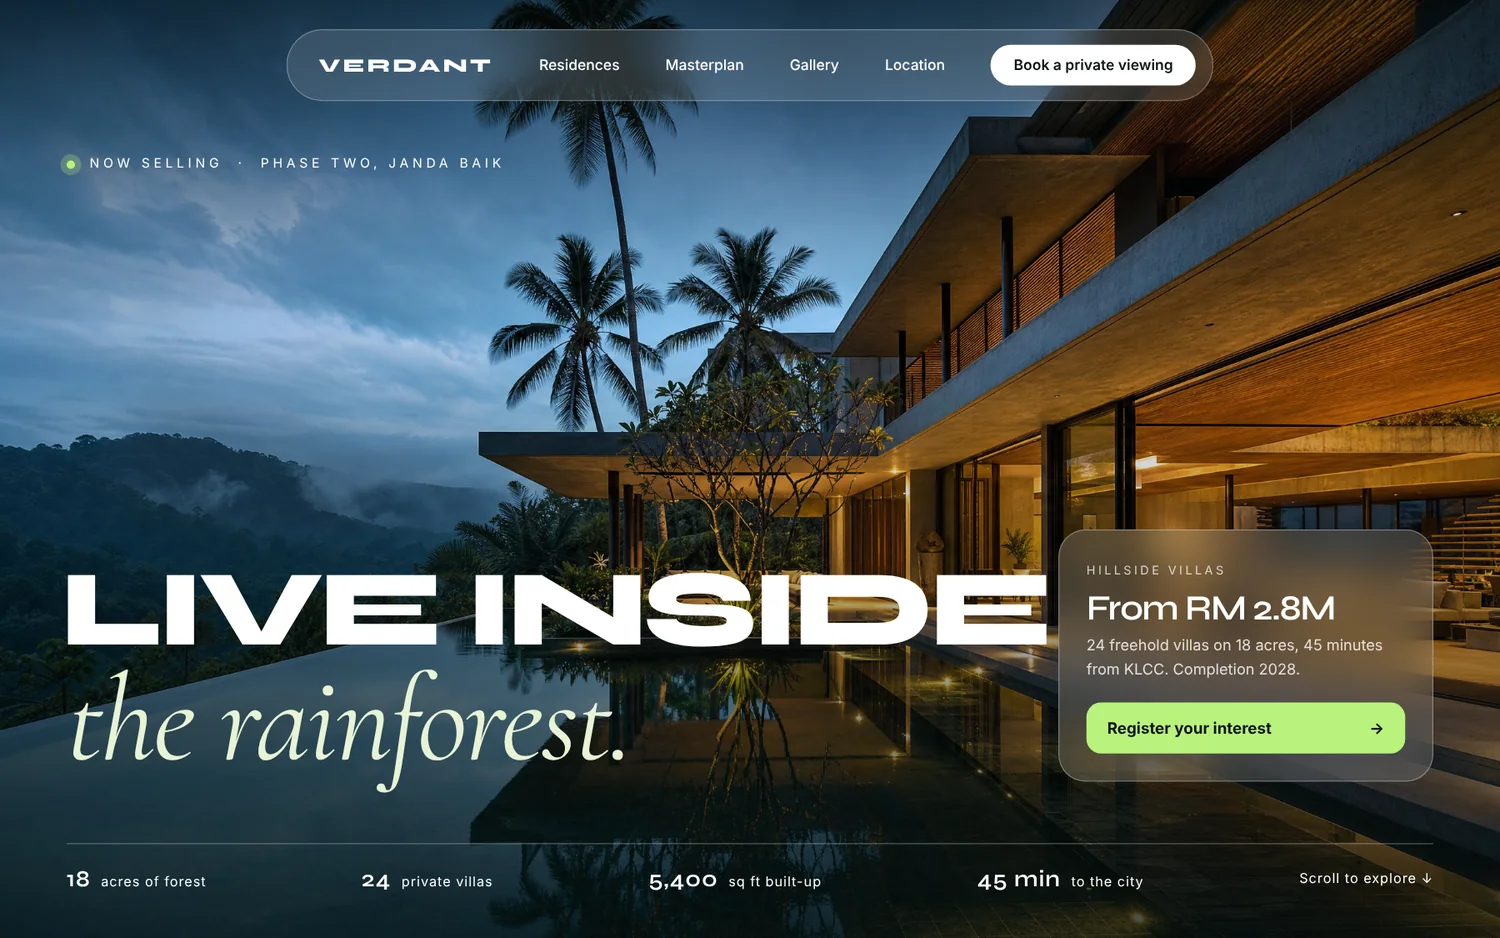 VERDANT Residences Masterplan Gallery Location Book a private viewing
NOW SELLING · PHASE TWO, JANDA BAIK
LIVE INSIDE
the rainforest.
HILLSIDE VILLAS
From RM 2.8M
24 freehold villas on 18 acres, 45 minutes
from KLCC. Completion 2028.
Register your interest →
18 acres of forest
24 private villas
5,400 sq ft built-up
45 min to the city
Scroll to explore ↓